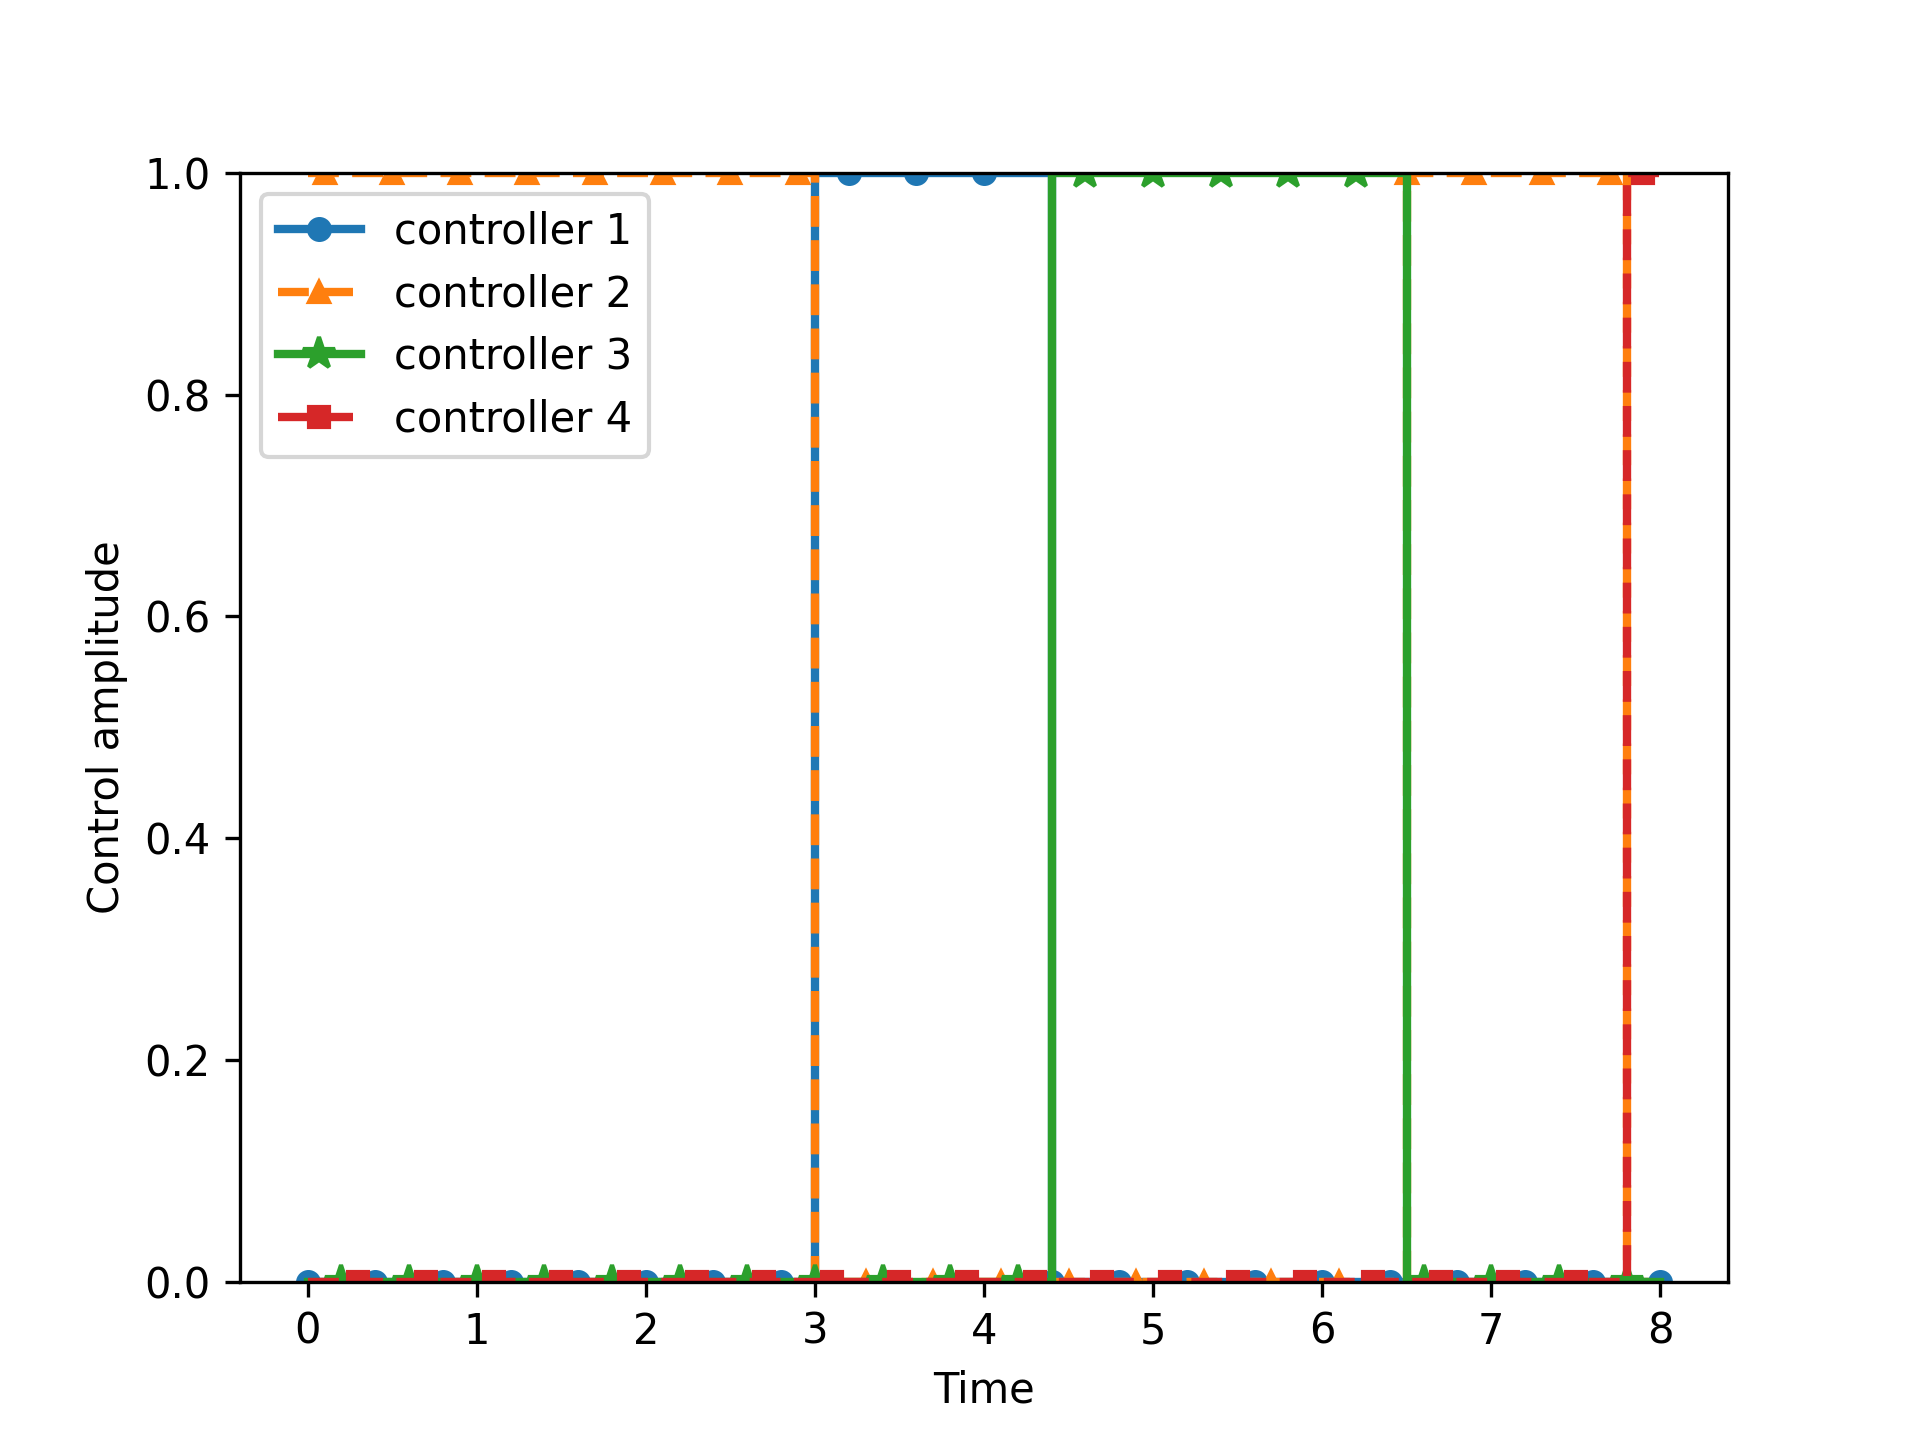 1.0
0.8
0.6
0.4
0.2
0.0
controller 1
controller 2
controller 3
controller 4
Control amplitude
0 1 2 3 4 5 6 7 8
Time